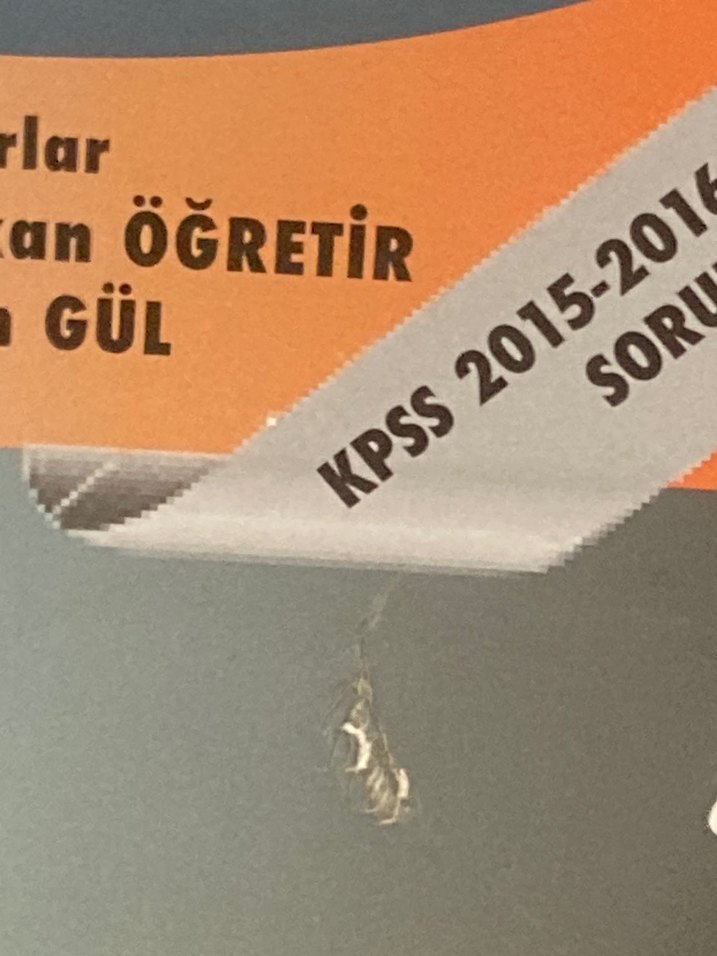 rlar
kan ÖĞRETİR
GÜL
KPSS 2015-2016
SORU